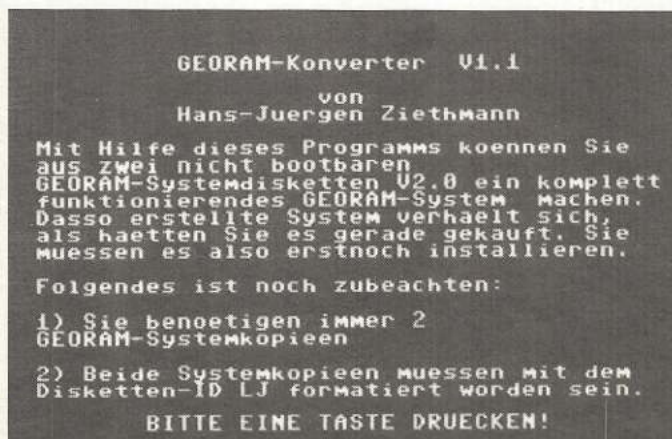 GEORAM-Konverter V1.1
von
Hans-Juergen Ziethmann
Mit Hilfe dieses Programms koennen Sie
aus zwei nicht bootbaren
GEORAM-Systemdisketten V2.0 ein komplett
funktionierendes GEORAM-System machen.
Dasso erstellte System verhaelt sich,
als haetten Sie es gerade gekauft. Sie
muessen es also erstnoch installieren.
Folgendes ist noch zubeachten:
1) Sie benoetigen immer 2
GEORAM-Systemkopieen
2) Beide Systemkopieen muessen mit dem
Disketten-ID LJ formatiert worden sein.
BITTE EINE TASTE DRUECKEN!